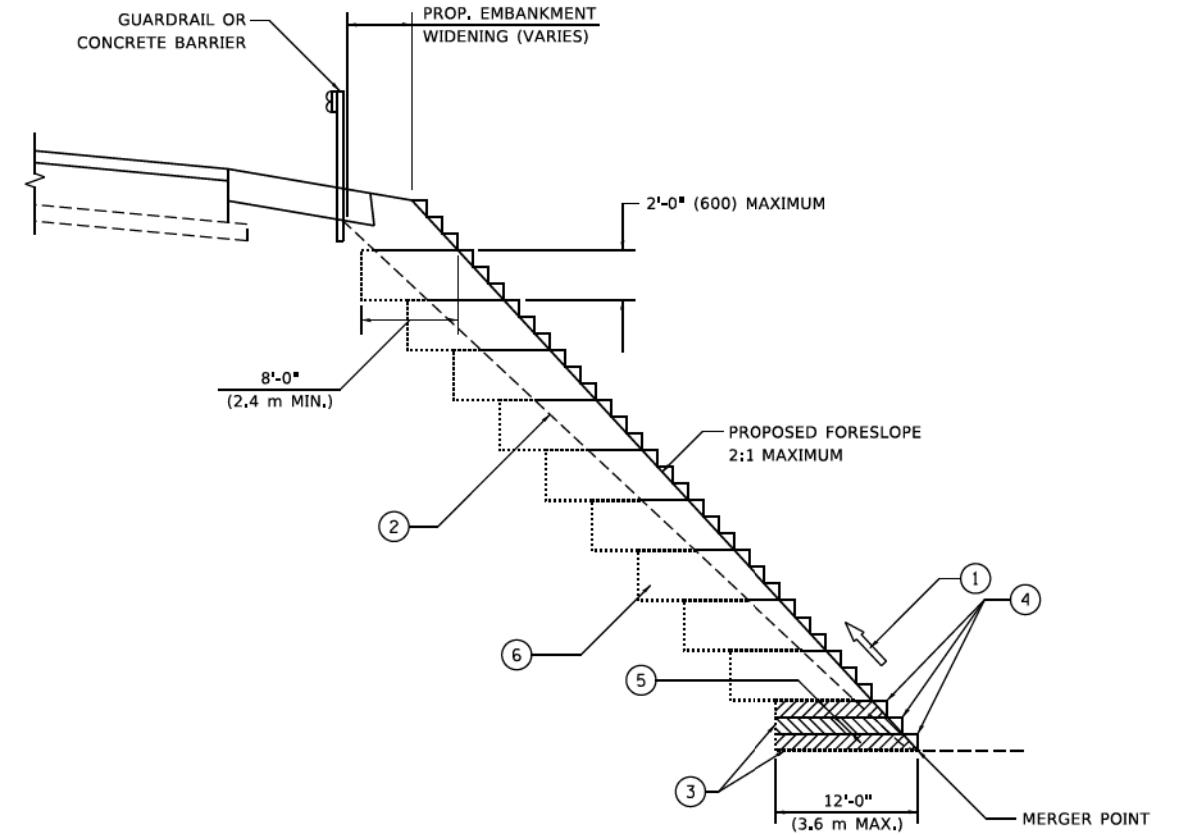 GUARDRAIL OR
CONCRETE BARRIER
PROP. EMBANKMENT
WIDENING (VARIES)
2'-0" (600) MAXIMUM
8'-0"
(2.4 m MIN.)
PROPOSED FORESLOPE
2:1 MAXIMUM
2
1
4
6
5
3
12'-0"
(3.6 m MAX.)
MERGER POINT